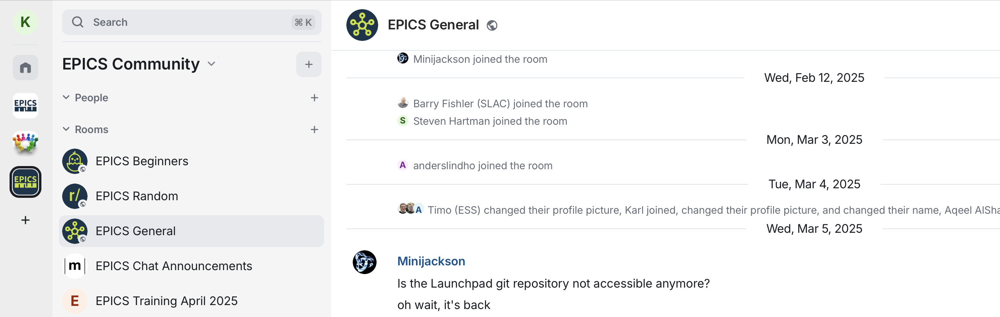 K
Search
⌘ K
EPICS Community
People
Rooms
EPICS
EPICS
EPICS Beginners
r/
EPICS Random
EPICS General
m
EPICS Chat Announcements
E
EPICS Training April 2025
EPICS General
Minijackson joined the room
Wed, Feb 12, 2025
Barry Fishler (SLAC) joined the room
S
Steven Hartman joined the room
Mon, Mar 3, 2025
A
anderslindho joined the room
Tue, Mar 4, 2025
A
Timo (ESS) changed their profile picture, Karl joined, changed their profile picture, and changed their name, Aqeel AlSha
Wed, Mar 5, 2025
Minijackson
Is the Launchpad git repository not accessible anymore?
oh wait, it's back